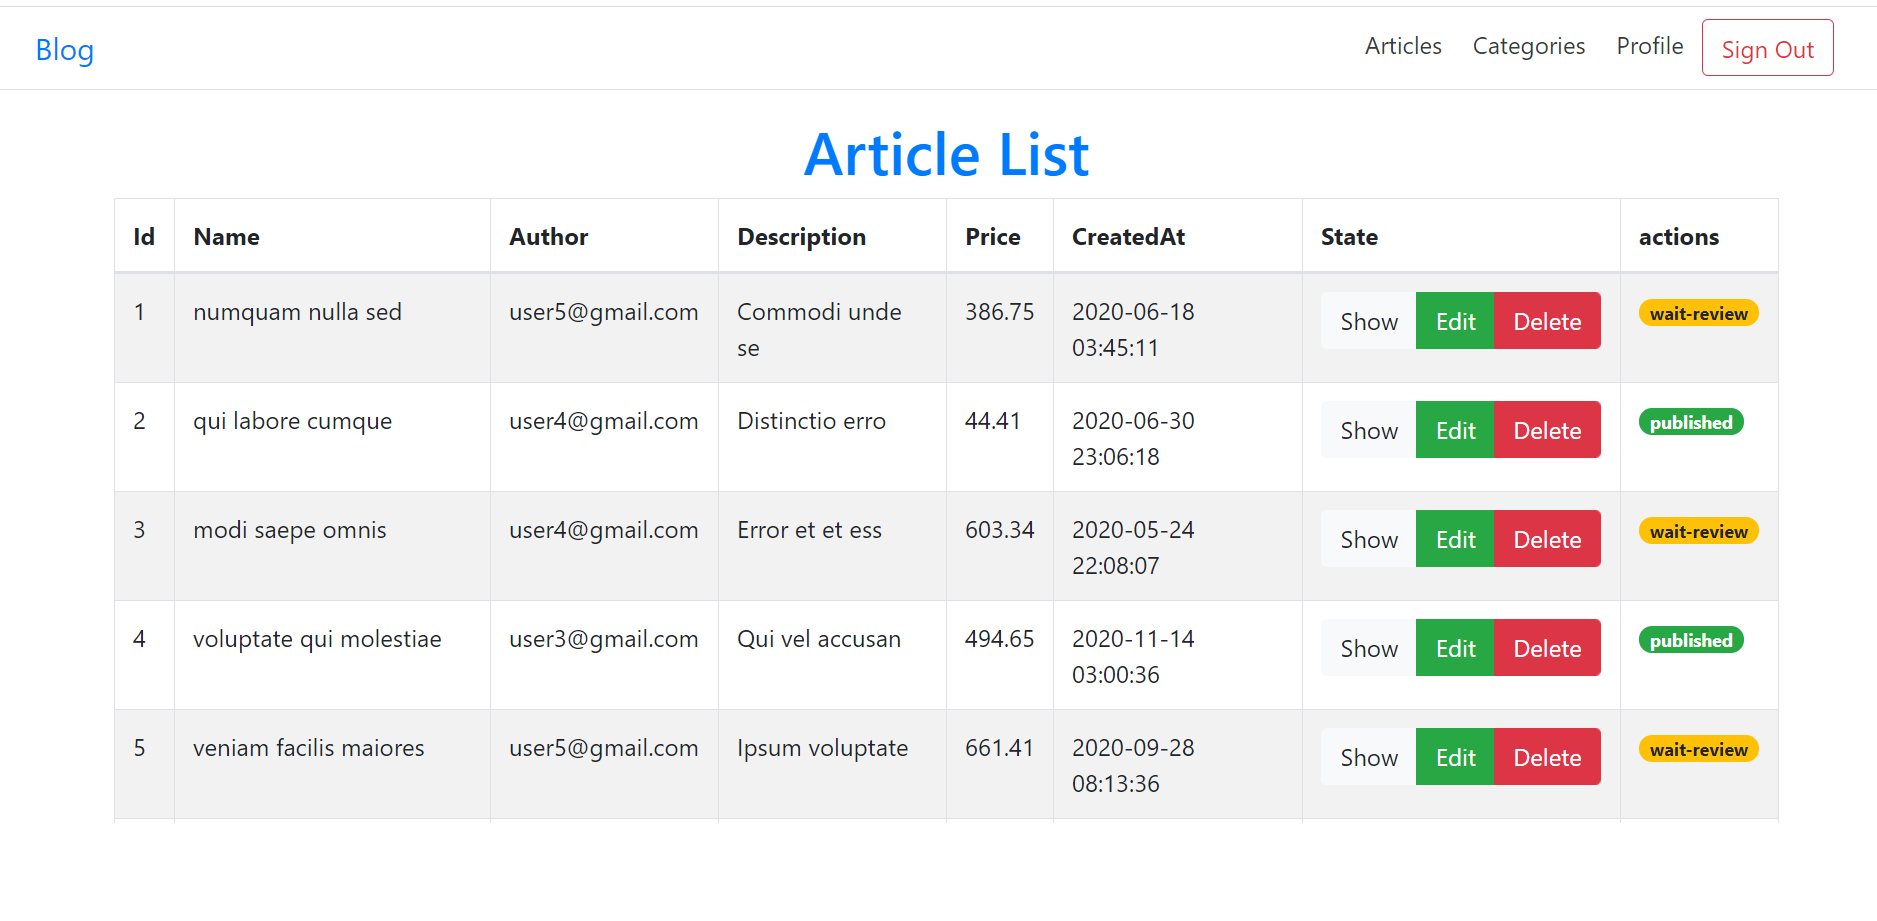 Blog
Articles Categories Profile Sign Out
Article List
Id Name Author Description Price CreatedAt State actions
1 numquam nulla sed user5@gmail.com Commodi unde 386.75 2020-06-18 Show Edit Delete wait-review
se 03:45:11
2 qui labore cumque user4@gmail.com Distinctio erro 44.41 2020-06-30 Show Edit Delete published
23:06:18
3 modi saepe omnis user4@gmail.com Error et et ess 603.34 2020-05-24 Show Edit Delete wait-review
22:08:07
4 voluptate qui molestiae user3@gmail.com Qui vel accusan 494.65 2020-11-14 Show Edit Delete published
03:00:36
5 veniam facilis maiores user5@gmail.com Ipsum voluptate 661.41 2020-09-28 Show Edit Delete wait-review
08:13:36